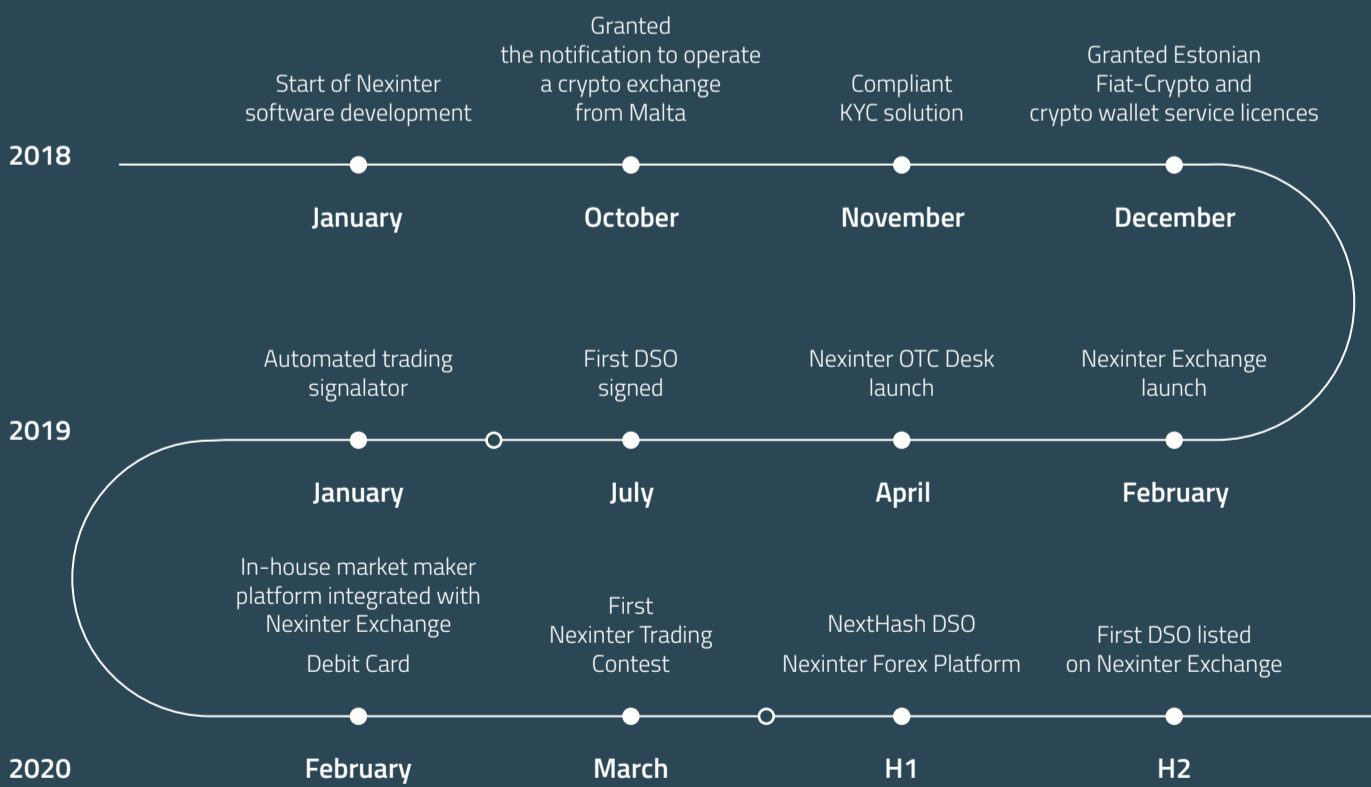 2018
Start of Nexinter
software development
January
Granted
the notification to operate
a crypto exchange
from Malta
October
Compliant
KYC solution
November
Granted Estonian
Fiat-Crypto and
crypto wallet service licences
December
2019
Automated trading
signalator
January
First DSO
signed
July
Nexinter OTC Desk
launch
April
Nexinter Exchange
launch
February
2020
In-house market maker
platform integrated with
Nexinter Exchange
Debit Card
February
First
Nexinter Trading
Contest
March
NextHash DSO
Nexinter Forex Platform
H1
First DSO listed
on Nexinter Exchange
H2